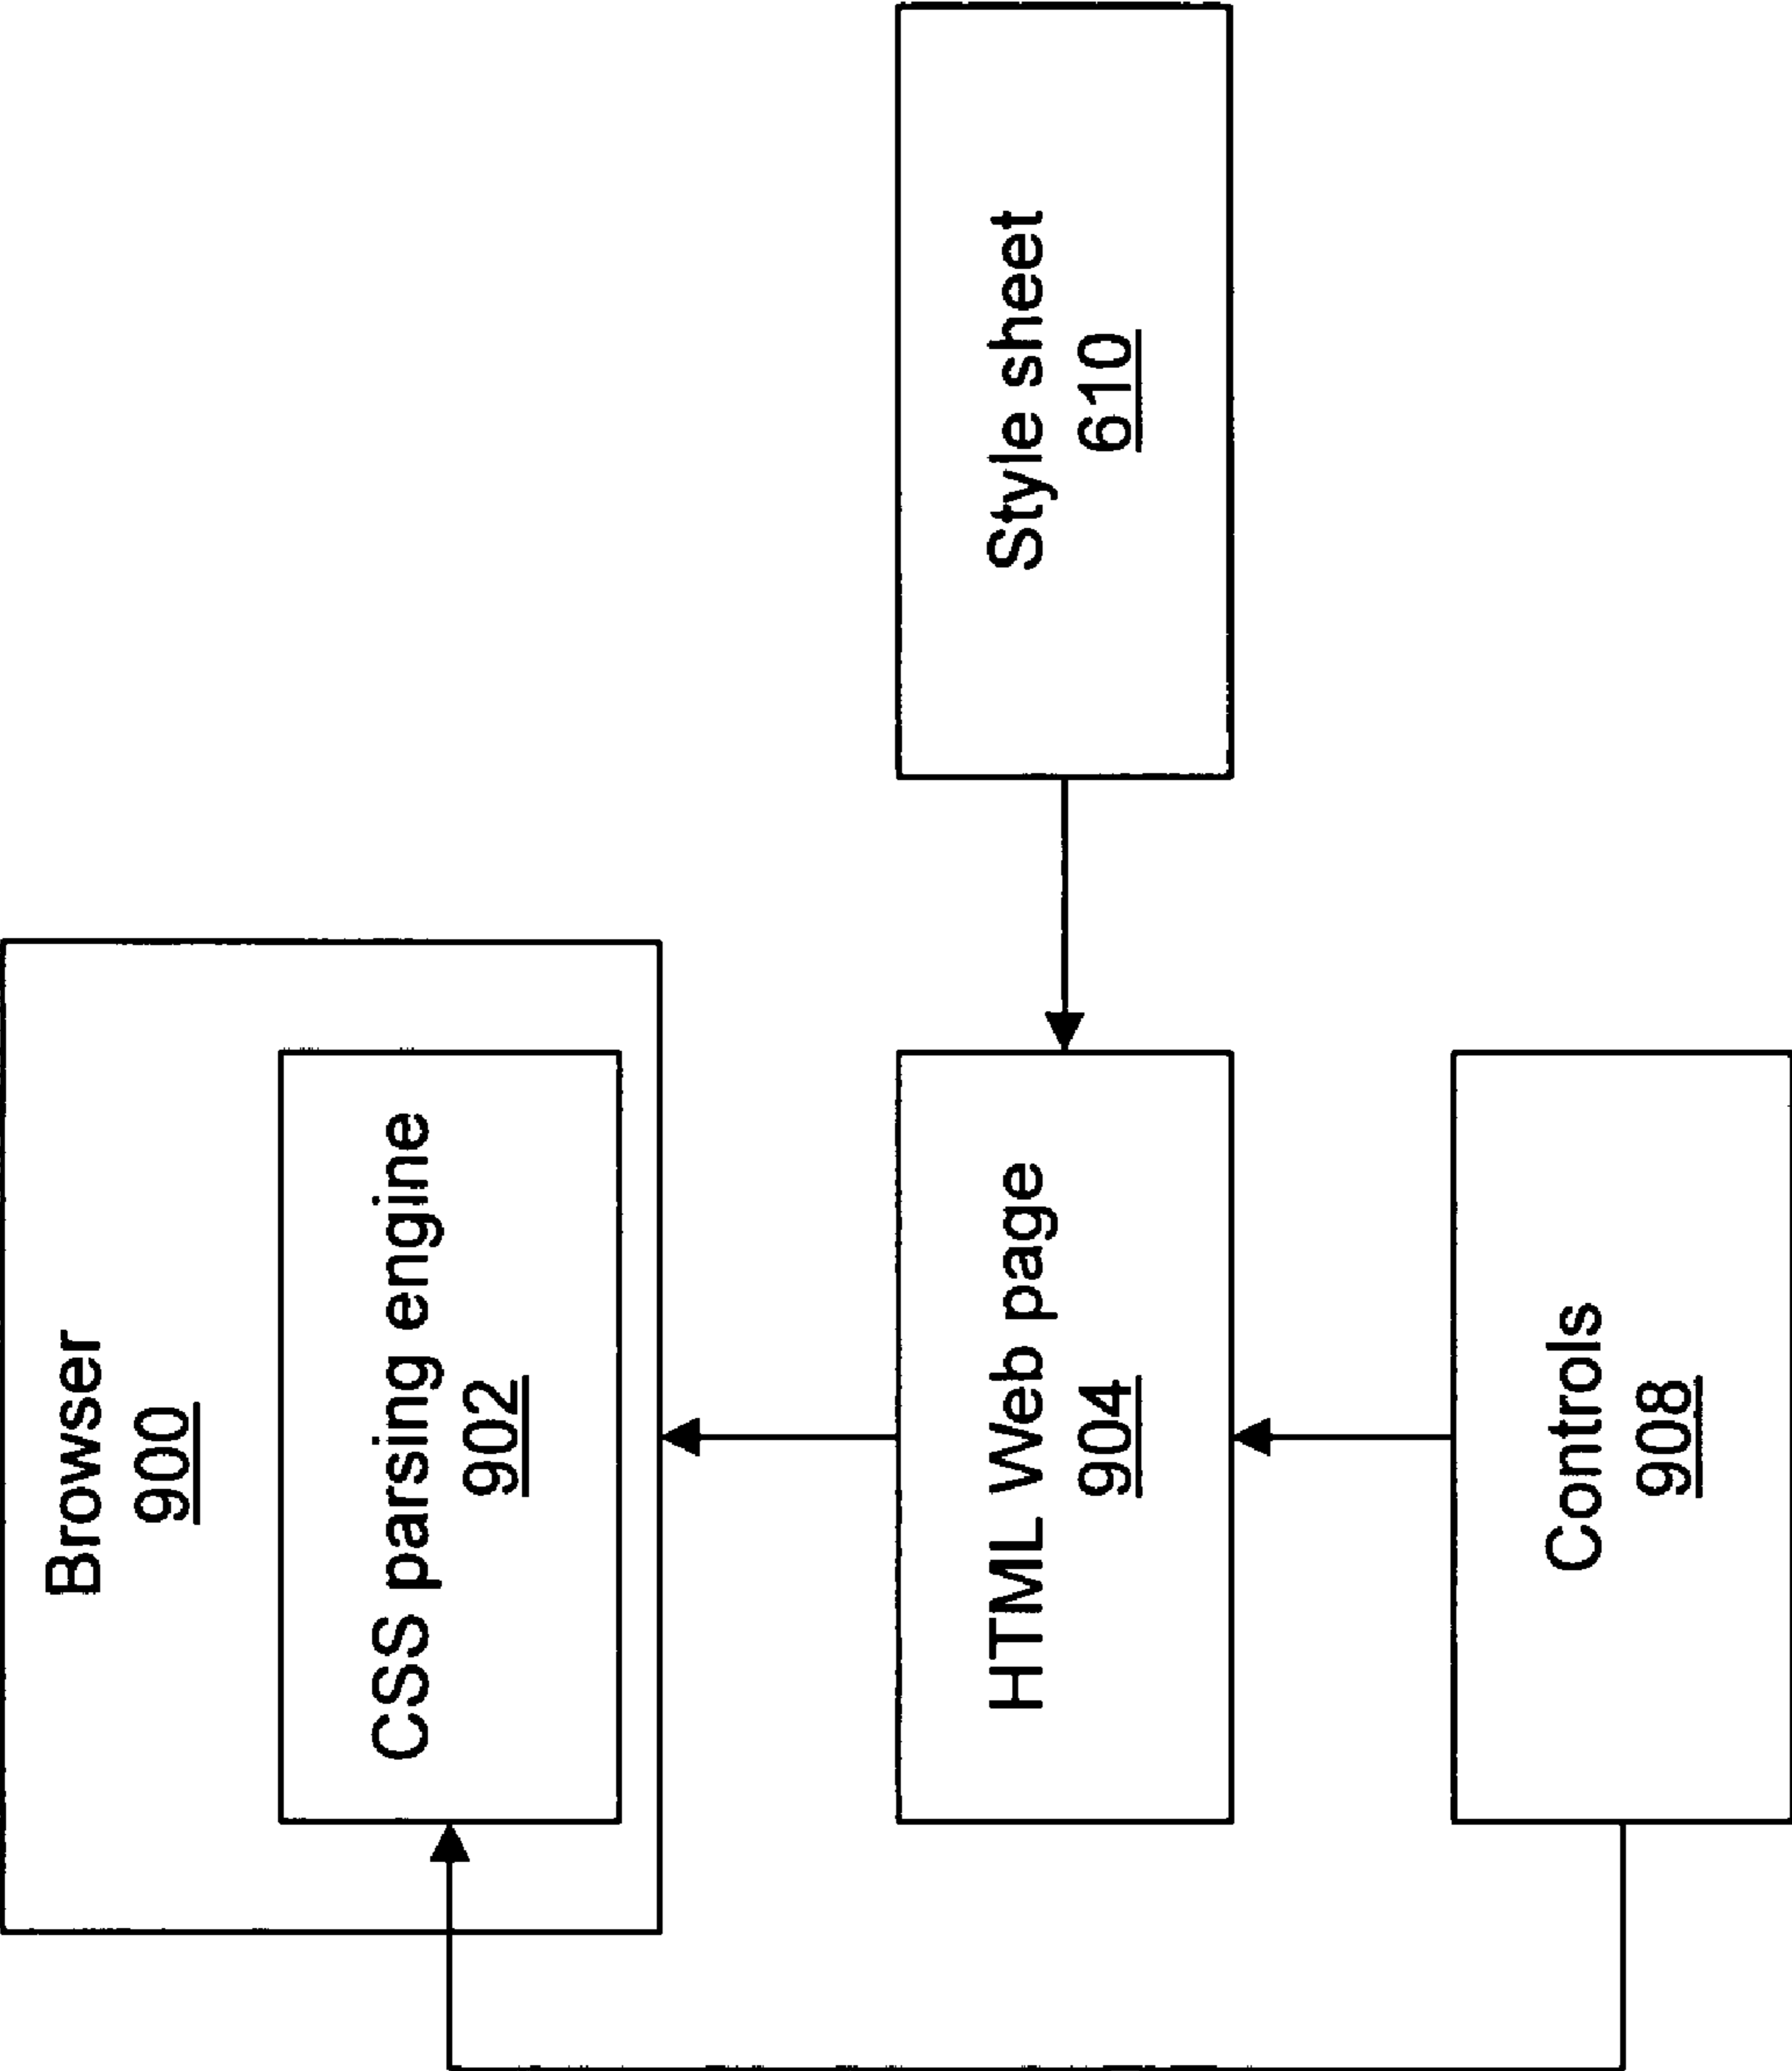 Browser
900
CSS parsing engine
902
HTML Web page
904
Style sheet
610
Controls
908